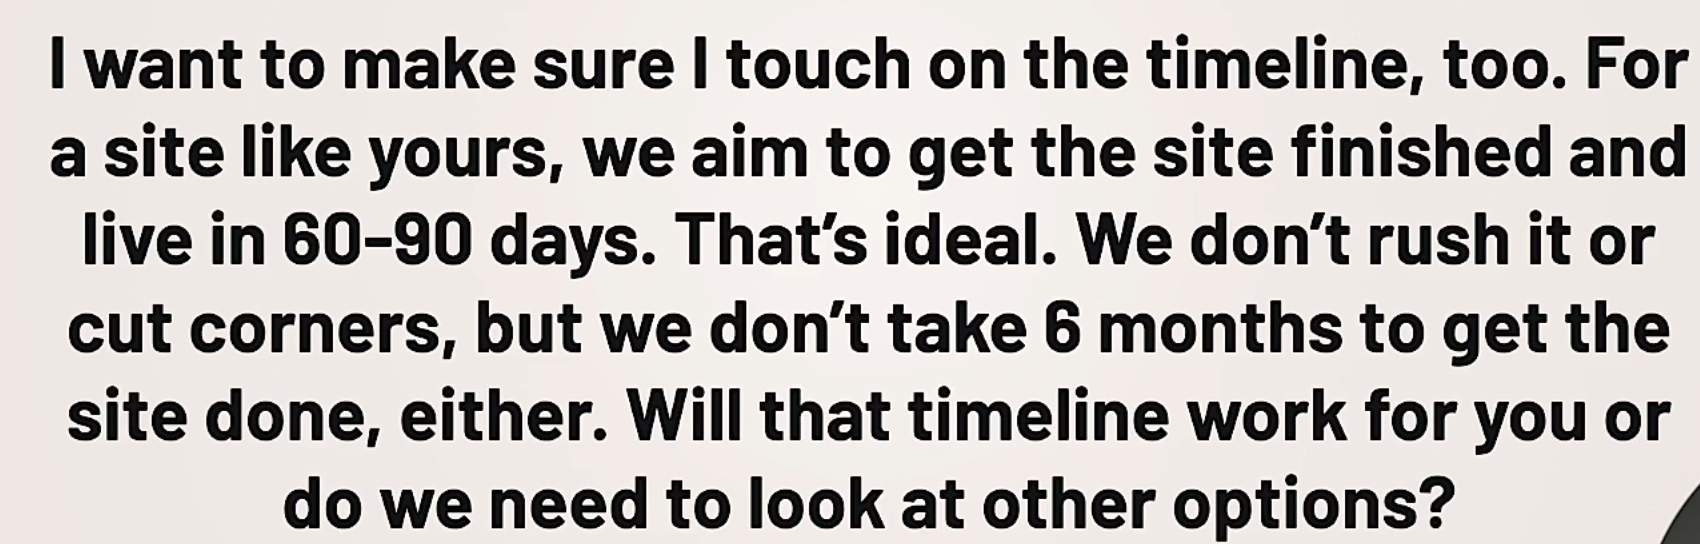 I want to make sure I touch on the timeline, too. For
a site like yours, we aim to get the site finished and
live in 60-90 days. That’s ideal. We don’t rush it or
cut corners, but we don’t take 6 months to get the
site done, either. Will that timeline work for you or
do we need to look at other options?